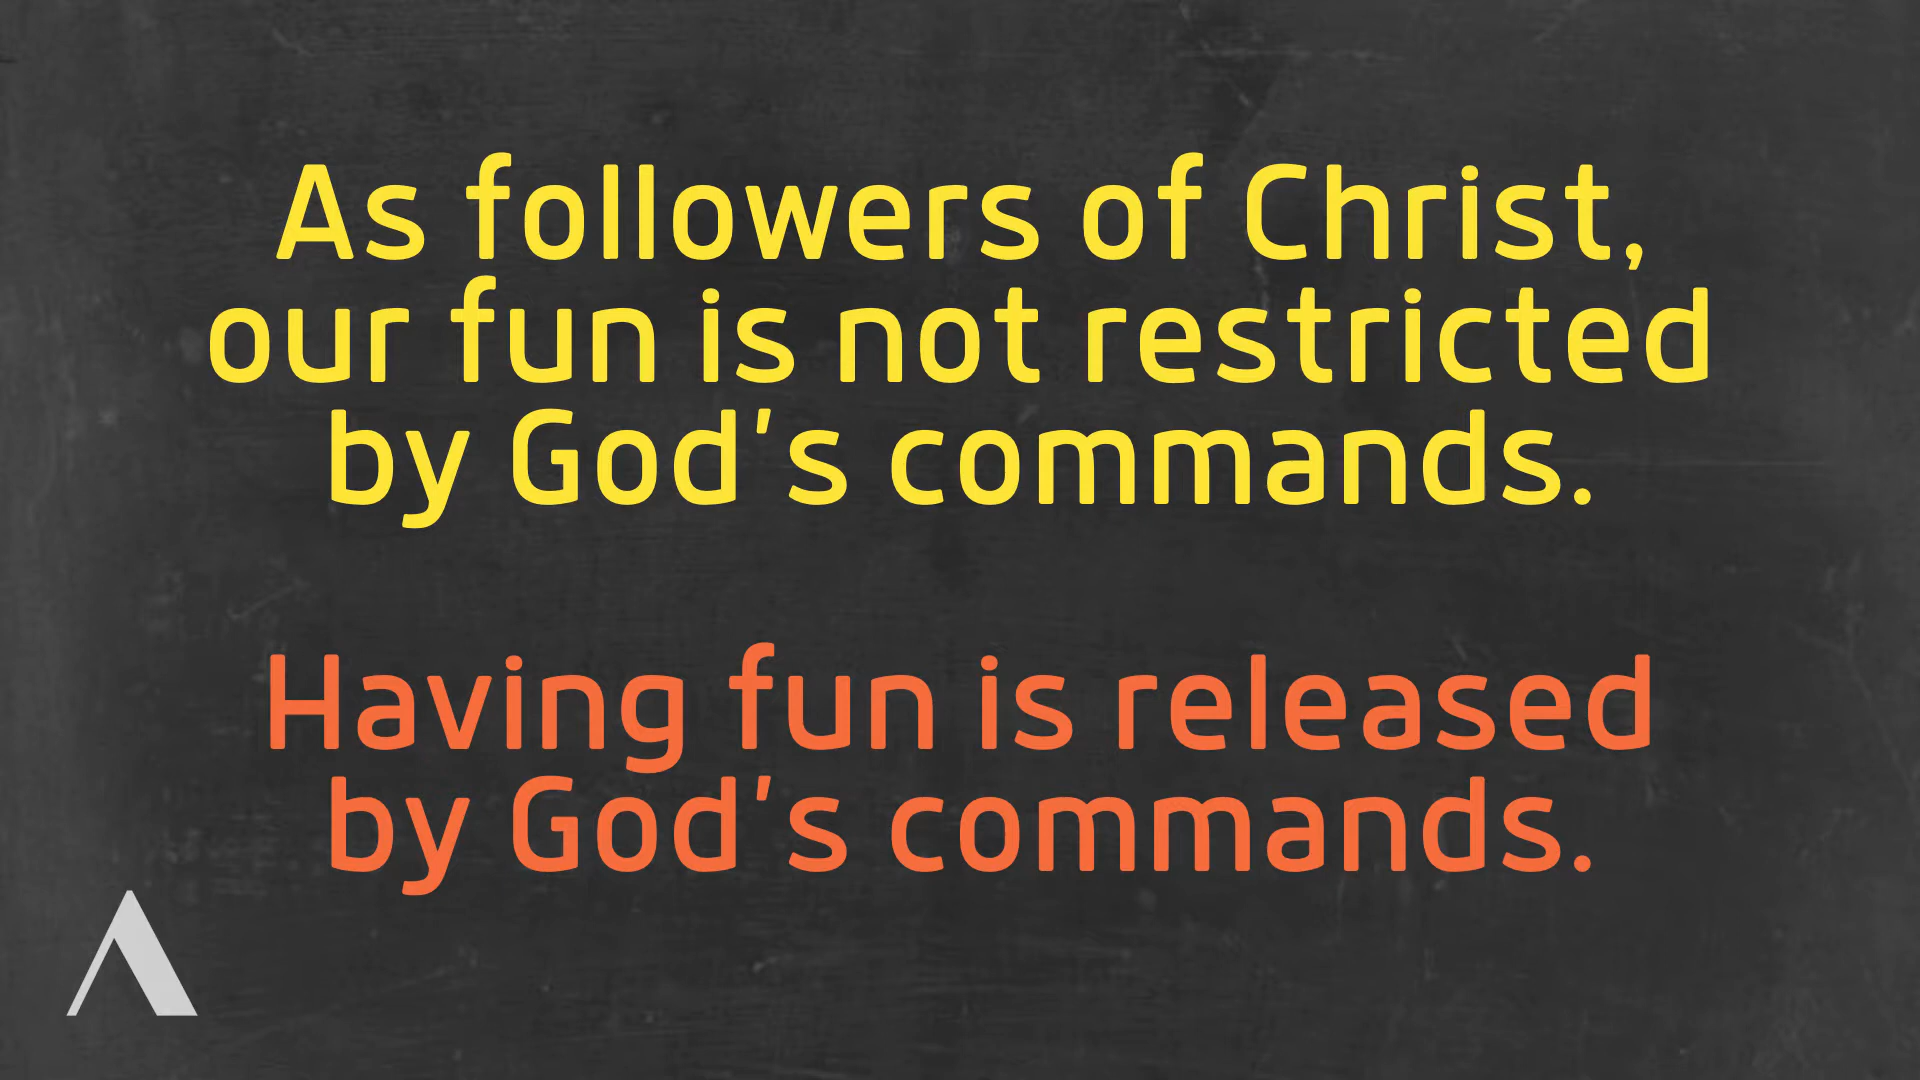 As followers of Christ,
our fun is not restricted
by God's commands.
Having fun is released
by God's commands.